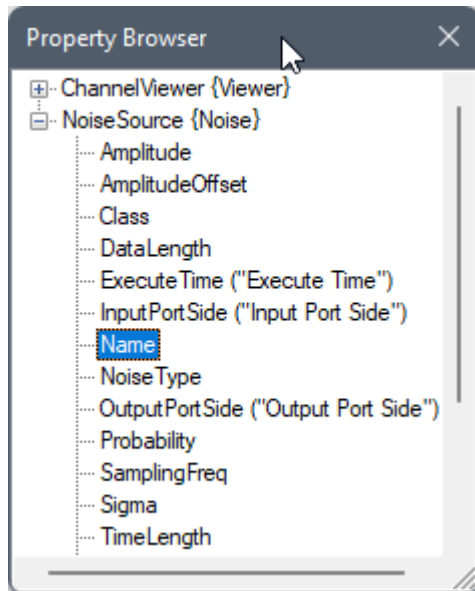 Property Browser
ChannelViewer {Viewer}
NoiseSource {Noise}
Amplitude
AmplitudeOffset
Class
DataLength
ExecuteTime ("Execute Time")
InputPortSide ("Input Port Side")
Name
NoiseType
OutputPortSide ("Output Port Side")
Probability
SamplingFreq
Sigma
TimeLength